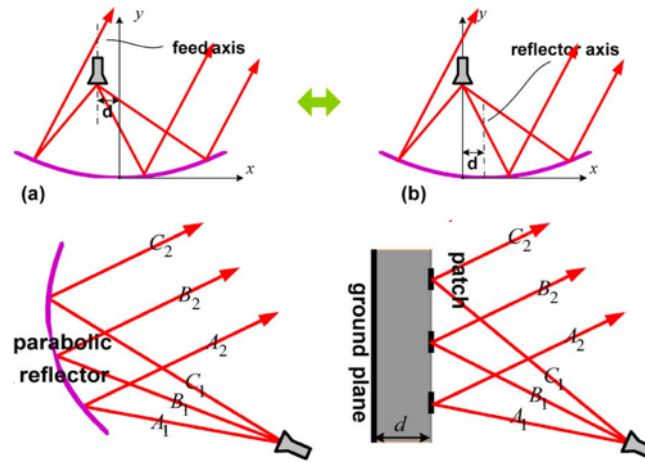 y
feed axis
d
x
(a)
y
reflector axis
d
x
(b)
C2
B2
A2
parabolic
reflector
C1
B1
A1
ground plane
d
patch
C2
B2
A2
C1
B1
A1